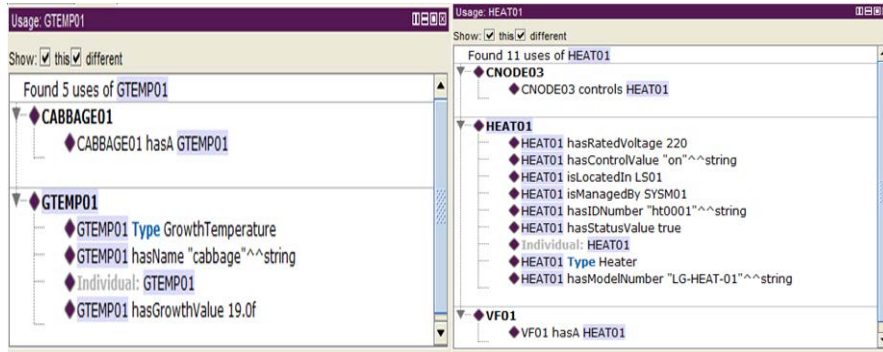 Usage: GTEMP01
Show: this different
Found 5 uses of GTEMP01
CABBAGE01
CABBAGE01 hasA GTEMP01
GTEMP01
GTEMP01 Type GrowthTemperature
GTEMP01 hasName "cabbage"^^string
Individual: GTEMP01
GTEMP01 hasGrowthValue 19.0f
Usage: HEAT01
Show: this different
Found 11 uses of HEAT01
CNODE03
CNODE03 controls HEAT01
HEAT01
HEAT01 hasRatedVoltage 220
HEAT01 hasControlValue "on"^^string
HEAT01 isLocatedIn LS01
HEAT01 isManagedBy SYSM01
HEAT01 hasIDNumber "ht0001"^^string
HEAT01 hasStatusValue true
Individual: HEAT01
HEAT01 Type Heater
HEAT01 hasModelNumber "LG-HEAT-01"^^string
VF01
VF01 hasA HEAT01